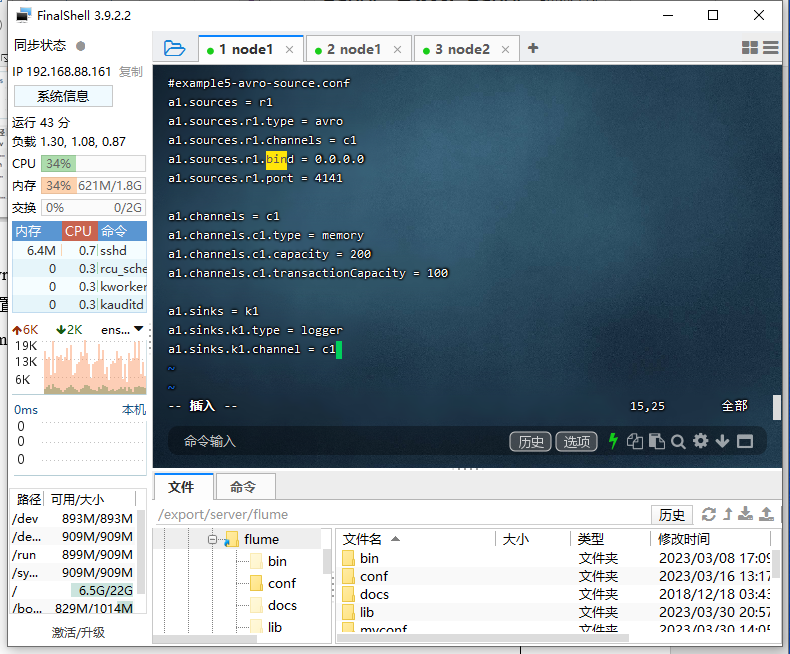 FinalShell 3.9.2.2
同步状态
IP 192.168.88.161 复制
系统信息
运行 43 分
负载 1.30, 1.08, 0.87
CPU 34%
内存 34% 621M/1.8G
交换 0% 0/2G
内存 CPU 命令
6.4M 0.7 sshd
0 0.3 rcu_sche
0 0.3 kworker
0 0.3 kauditd
6K 2K ens...
19K
13K
6K
0ms 本机
0
0
0
路径 可用/大小
/dev 893M/893M
/de... 909M/909M
/run 899M/909M
/sy... 909M/909M
/ 6.5G/22G
/bo... 829M/1014M
激活/升级
1 node1
2 node1
3 node2
#example5-avro-source.conf
a1.sources = r1
a1.sources.r1.type = avro
a1.sources.r1.channels = c1
a1.sources.r1.bind = 0.0.0.0
a1.sources.r1.port = 4141
a1.channels = c1
a1.channels.c1.type = memory
a1.channels.c1.capacity = 200
a1.channels.c1.transactionCapacity = 100
a1.sinks = k1
a1.sinks.k1.type = logger
a1.sinks.k1.channel = c1
~
~
-- 插入 -- 15,25 全部
命令输入 历史 选项
文件 命令
/export/server/flume 历史
flume
bin
conf
docs
lib
文件名 大小 类型 修改时间
bin 文件夹 2023/03/08 17:09
conf 文件夹 2023/03/16 13:17
docs 文件夹 2018/12/18 03:43
lib 文件夹 2023/03/30 20:57
myconf 文件夹 2023/03/30 14:05